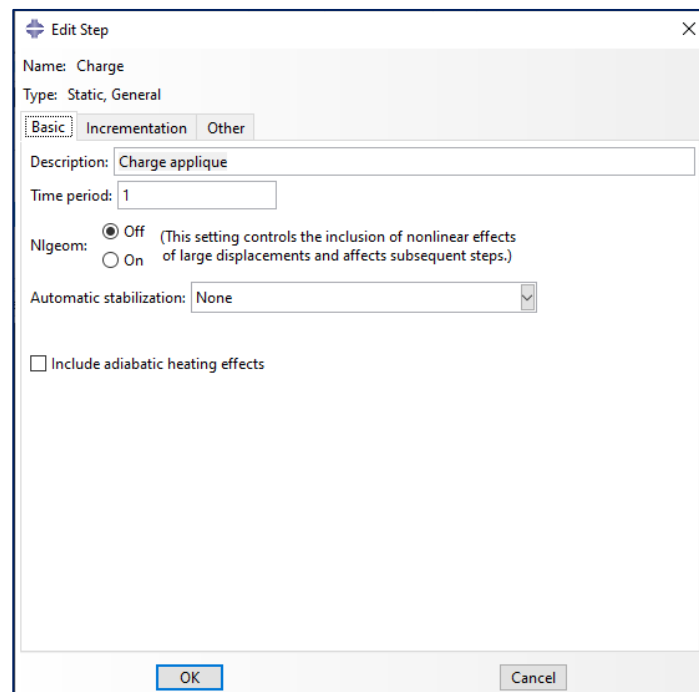 Edit Step
Name: Charge
Type: Static, General
Basic Incrementation Other
Description: Charge applique
Time period: 1
Nlgeom: Off (This setting controls the inclusion of nonlinear effects
On of large displacements and affects subsequent steps.)
Automatic stabilization: None
Include adiabatic heating effects
OK Cancel